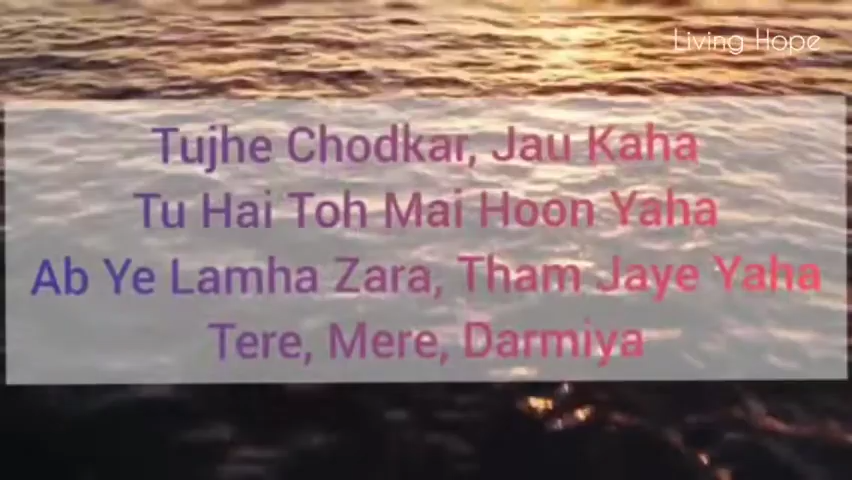 Living Hope
Tujhe Chodkar, Jau Kaha
Tu Hai Toh Mai Hoon Yaha
Ab Ye Lamha Zara, Tham Jaye Yaha
Tere, Mere, Darmiya